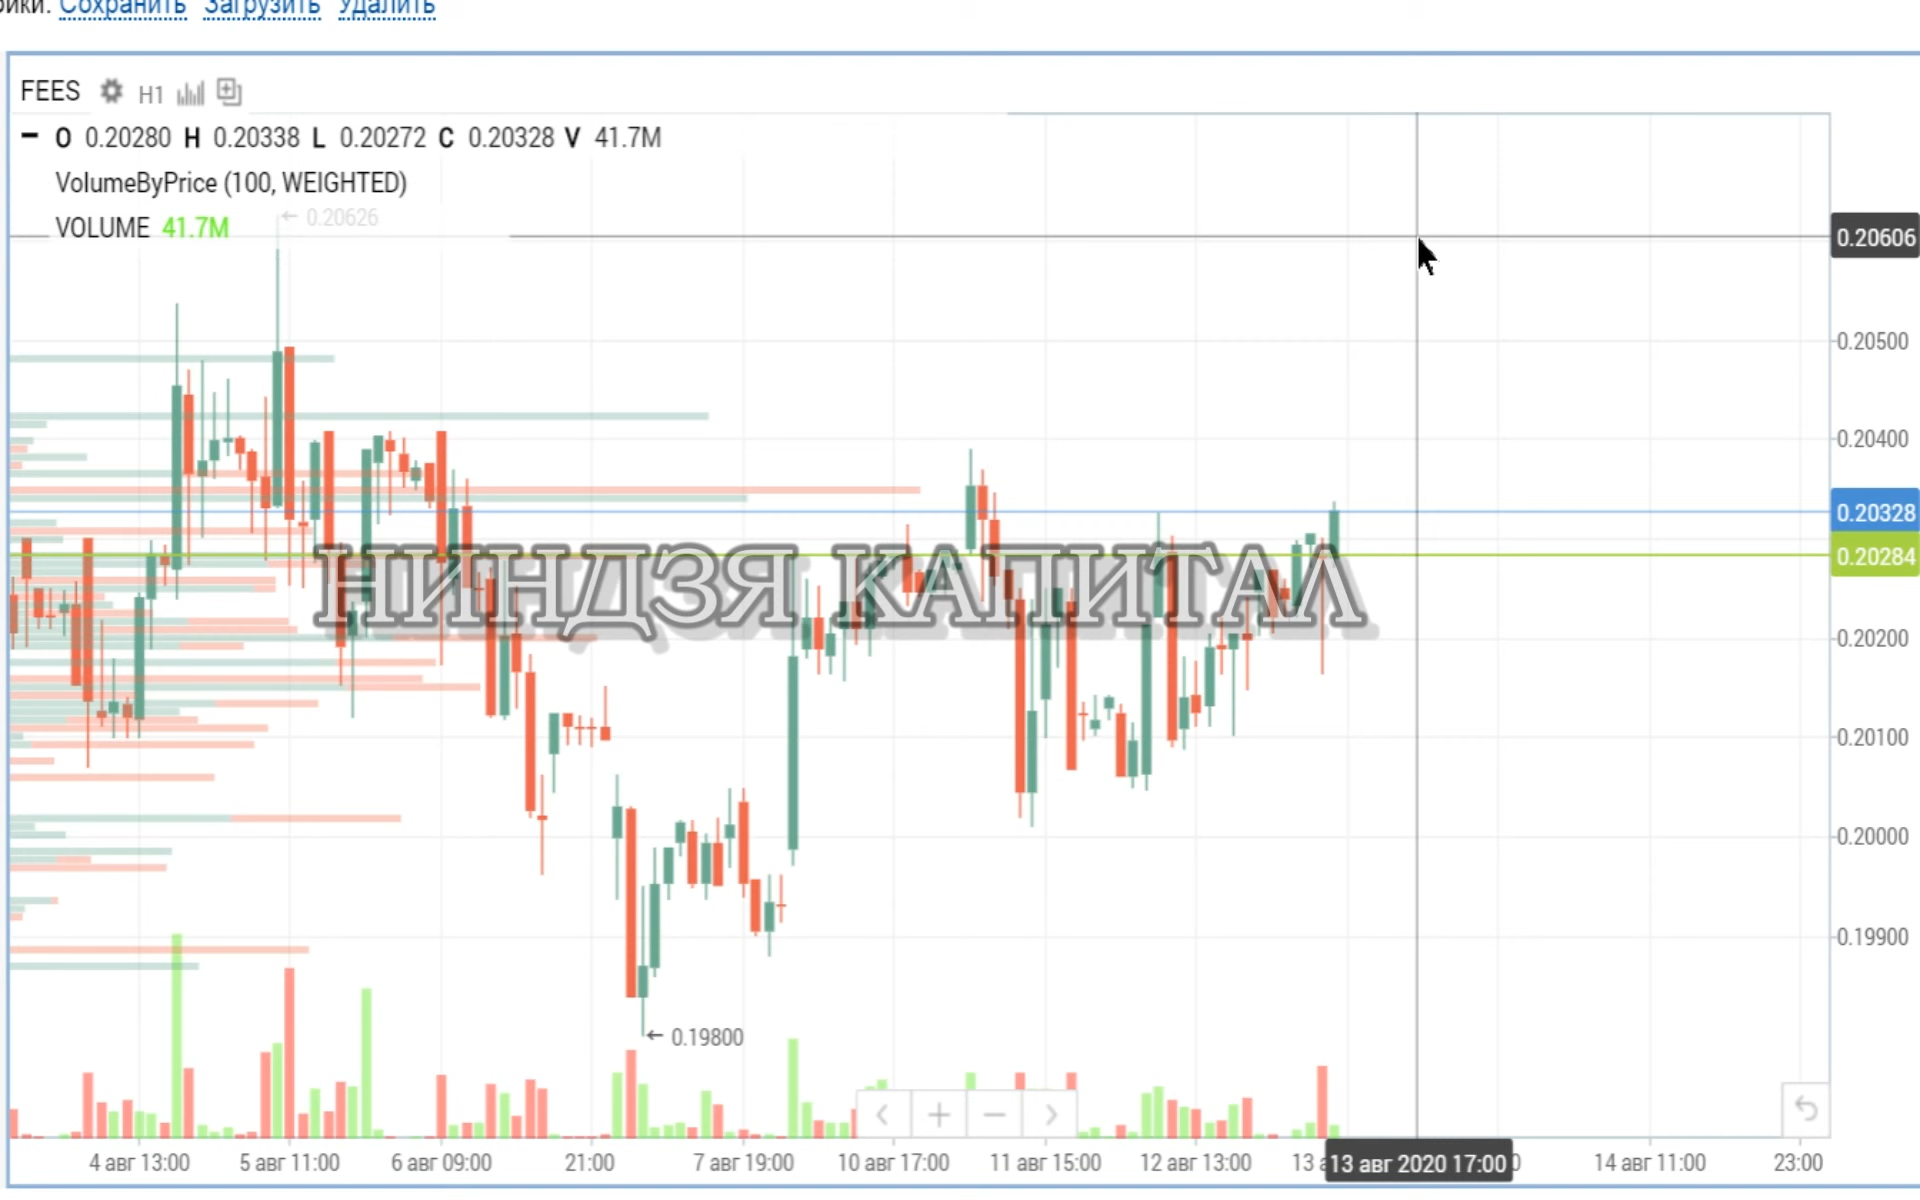 Сохранить Загрузить Удалить
FEES H1
O 0.20280 H 0.20338 L 0.20272 C 0.20328 V 41.7M
VolumeByPrice (100, WEIGHTED)
VOLUME 41.7M
← 0.20626
0.20606
0.20500
0.20400
0.20328
0.20284
НИНДЗЯ КАПИТАЛ
0.20200
0.20100
0.20000
0.19900
← 0.19800
4 авг 13:00 5 авг 11:00 6 авг 09:00 21:00 7 авг 19:00 10 авг 17:00 11 авг 15:00 12 авг 13:00 13 авг 2020 17:00 14 авг 11:00 23:00